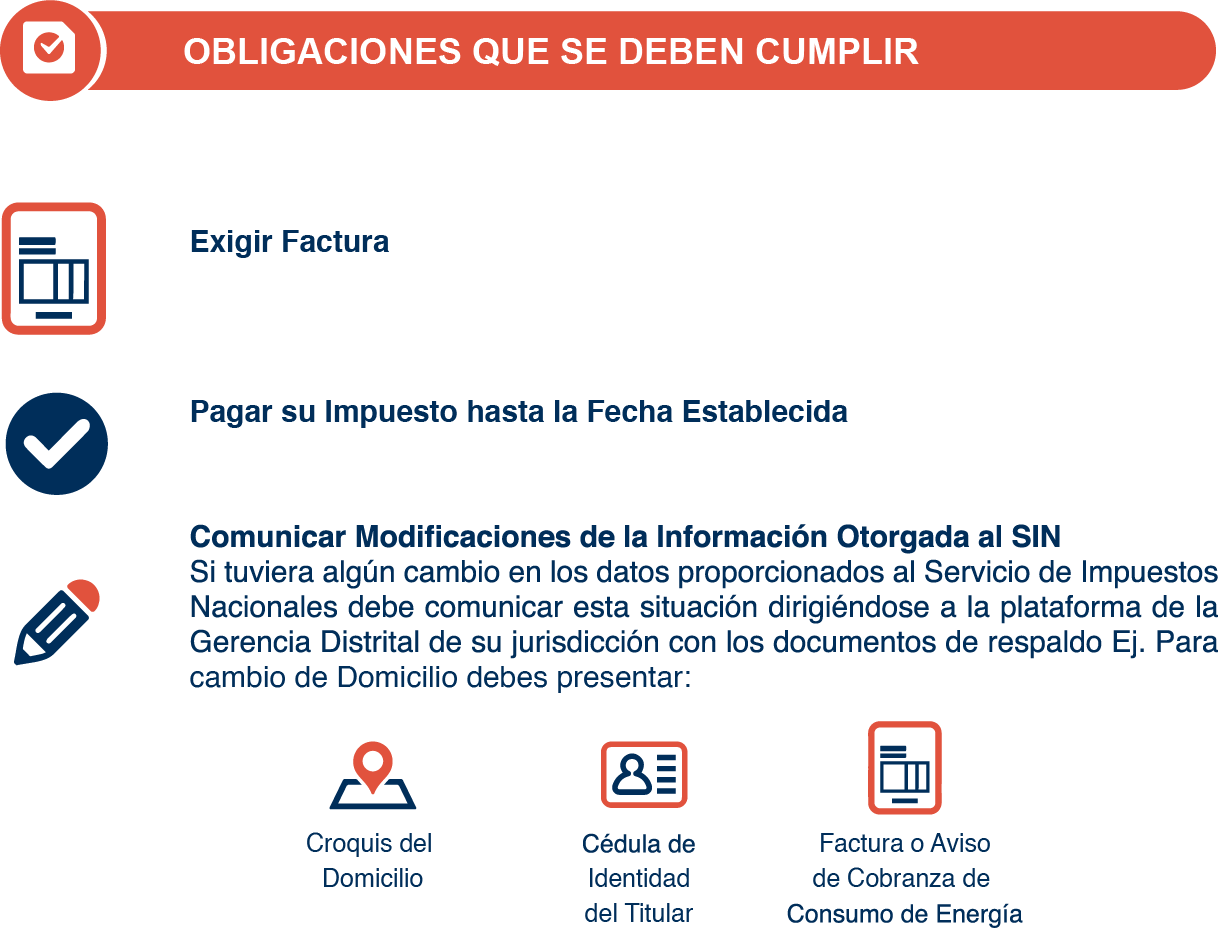 OBLIGACIONES QUE SE DEBEN CUMPLIR
Exigir Factura
Pagar su Impuesto hasta la Fecha Establecida
Comunicar Modificaciones de la Información Otorgada al SIN
Si tuviera algún cambio en los datos proporcionados al Servicio de Impuestos
Nacionales debe comunicar esta situación dirigiéndose a la plataforma de la
Gerencia Distrital de su jurisdicción con los documentos de respaldo Ej. Para
cambio de Domicilio debes presentar:
Croquis del
Domicilio
Cédula de
Identidad
del Titular
Factura o Aviso
de Cobranza de
Consumo de Energía